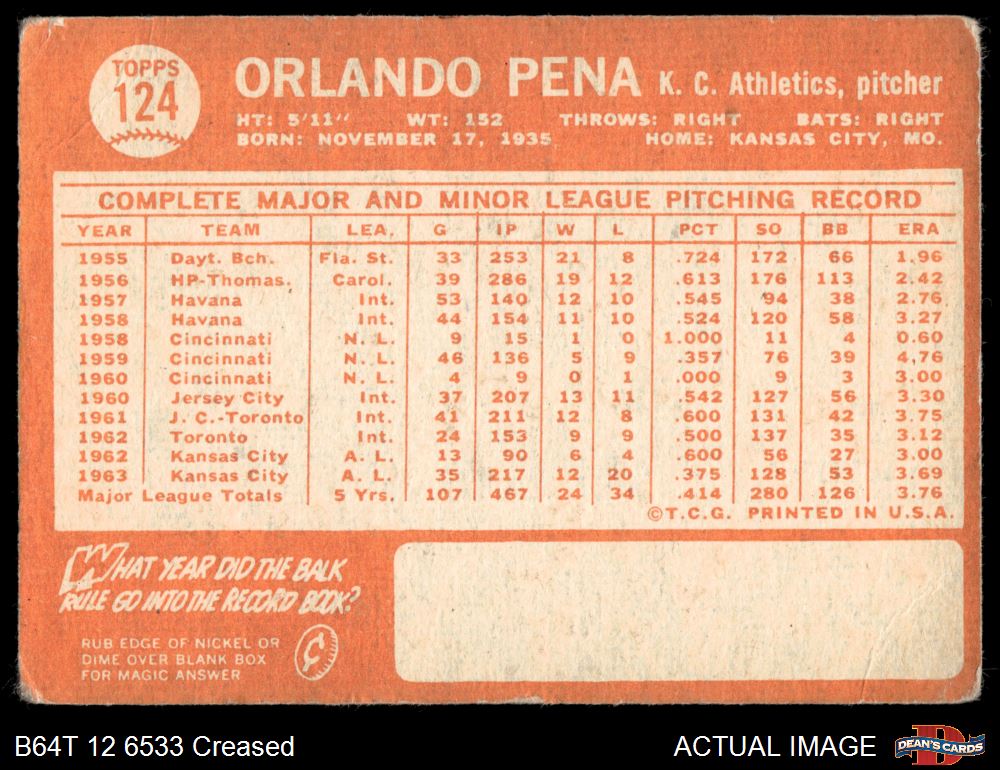 TOPPS
124
ORLANDO PENA K. C. Athletics, pitcher
HT: 5'11" WT: 152 THROWS: RIGHT BATS: RIGHT
BORN: NOVEMBER 17, 1935 HOME: KANSAS CITY, MO.
COMPLETE MAJOR AND MINOR LEAGUE PITCHING RECORD
YEAR TEAM LEA. G IP W L PCT SO BB ERA
1955 Dayt. Bch. Fla. St. 33 253 21 8 .724 172 66 1.96
1956 HP-Thomas. Carol. 39 286 19 12 .613 176 113 2.42
1957 Havana Int. 53 140 12 10 .545 94 38 2.76
1958 Havana Int. 44 154 11 10 .524 120 58 3.27
1958 Cincinnati N. L. 9 15 1 0 1.000 11 4 0.60
1959 Cincinnati N. L. 46 136 5 9 .357 76 39 4.76
1960 Cincinnati N. L. 4 9 0 1 .000 9 3 3.00
1960 Jersey City Int. 37 207 13 11 .542 127 56 3.30
1961 J. C.-Toronto Int. 41 211 12 8 .600 131 42 3.75
1962 Toronto Int. 24 153 9 9 .500 137 35 3.12
1962 Kansas City A. L. 13 90 6 4 .600 56 27 3.00
1963 Kansas City A. L. 35 217 12 20 .375 128 53 3.69
Major League Totals 5 Yrs. 107 467 24 34 .414 280 126 3.76
©T.C.G. PRINTED IN U.S.A.
WHAT YEAR DID THE BALK
RULE GO INTO THE RECORD BOOK?
RUB EDGE OF NICKEL OR
DIME OVER BLANK BOX
FOR MAGIC ANSWER
¢
B64T 12 6533 Creased
ACTUAL IMAGE
DEAN'S CARDS